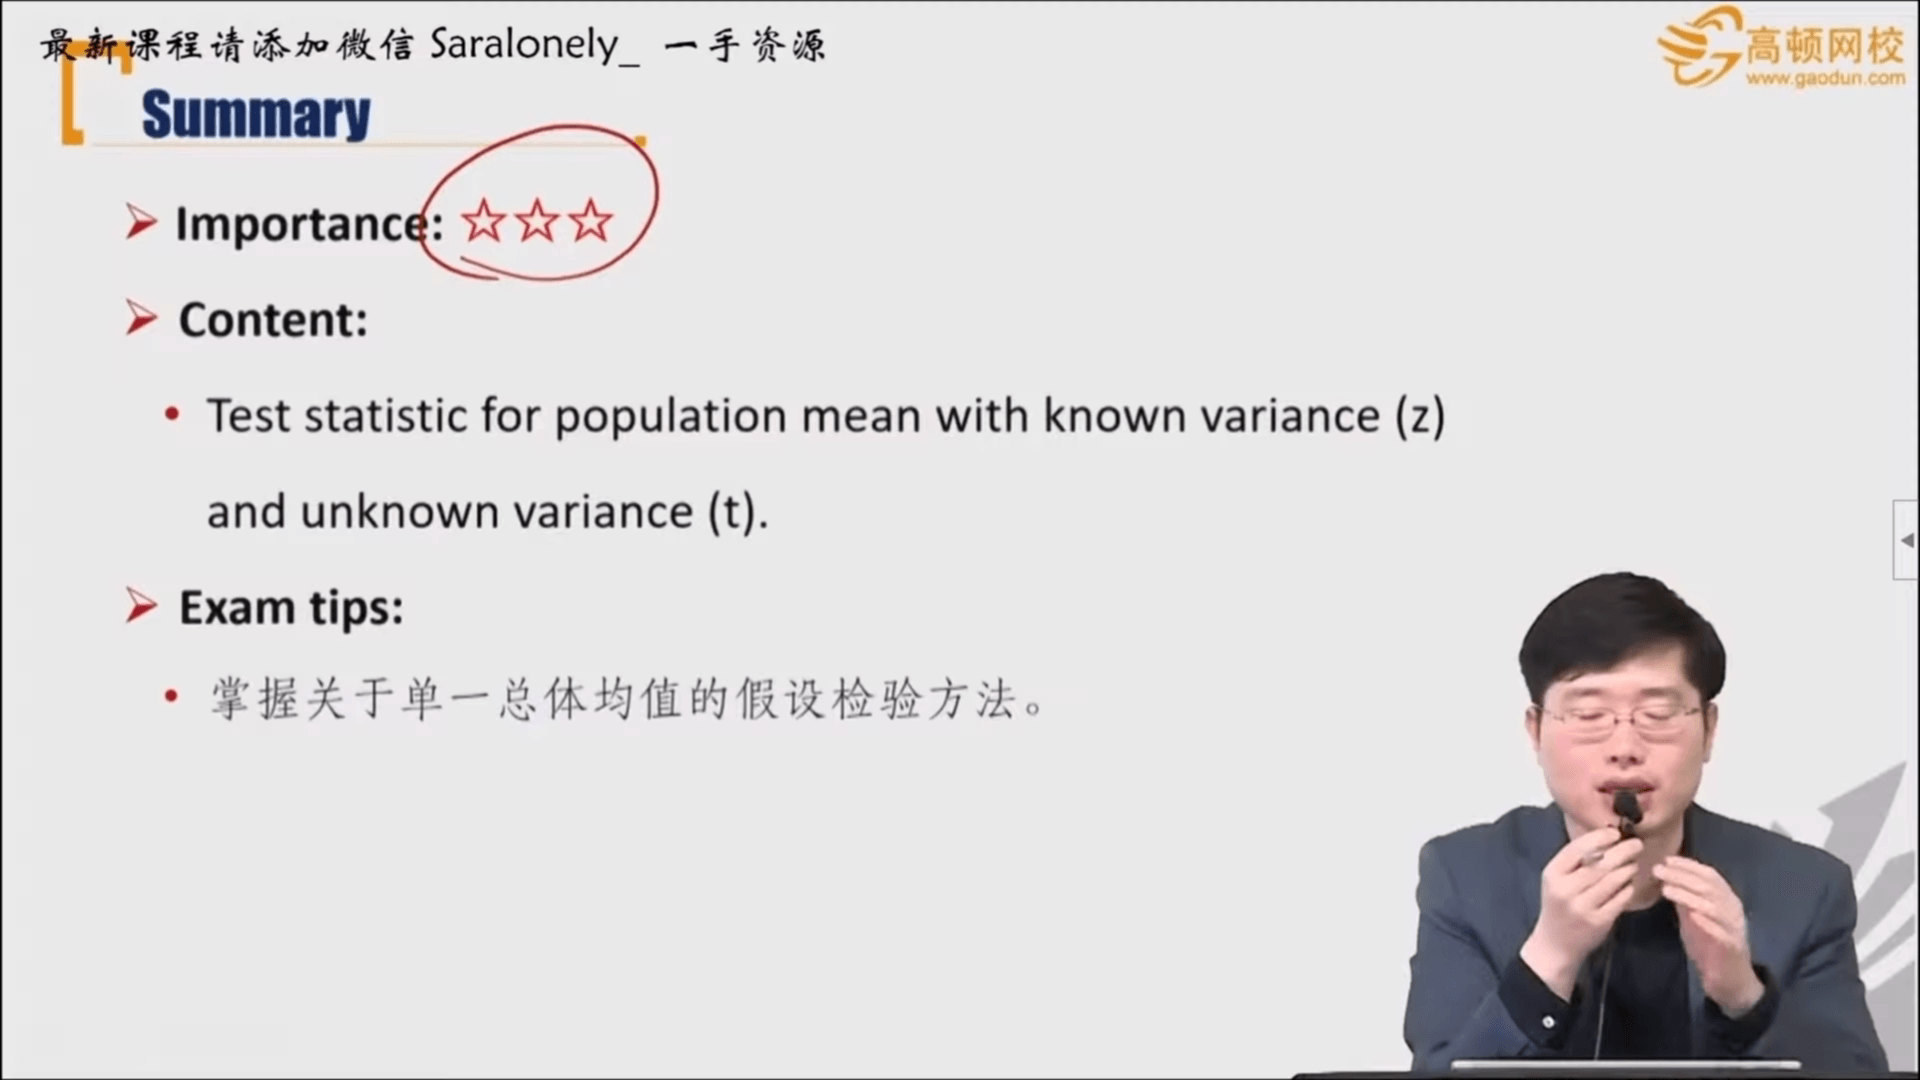 最新课程请添加微信 Saralonely_ 一手资源
高顿网校
www.gaodun.com
Summary
Importance: ☆☆☆
Content:
• Test statistic for population mean with known variance (z)
and unknown variance (t).
Exam tips:
• 掌握关于单一总体均值的假设检验方法。